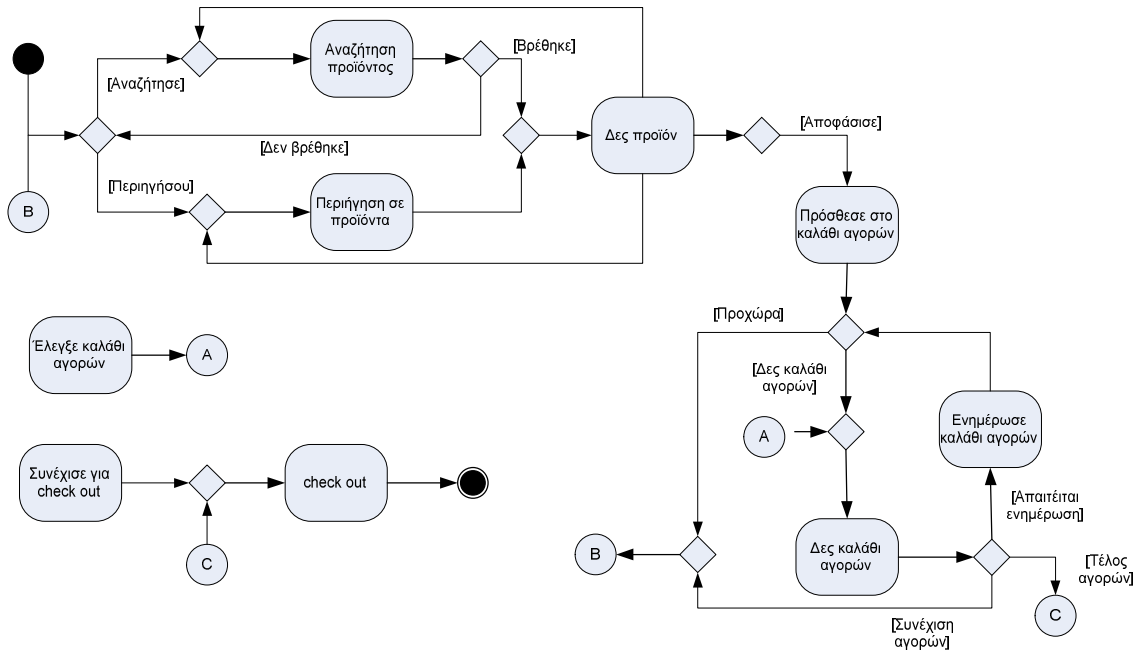 [Αναζήτησε]
Αναζήτηση
προϊόντος
[Βρέθηκε]
[Δεν βρέθηκε]
Δες προϊόν
[Αποφάσισε]
[Περιηγήσου]
Περιήγηση σε
προϊόντα
B
Πρόσθεσε στο
καλάθι αγορών
Έλεγξε καλάθι
αγορών
A
[Προχώρα]
[Δες καλάθι
αγορών]
A
Ενημέρωσε
καλάθι αγορών
Συνέχισε για
check out
check out
C
[Απαιτέιται
ενημέρωση]
B
Δες καλάθι
αγορών
[Τέλος
αγορών]
C
[Συνέχιση
αγορών]